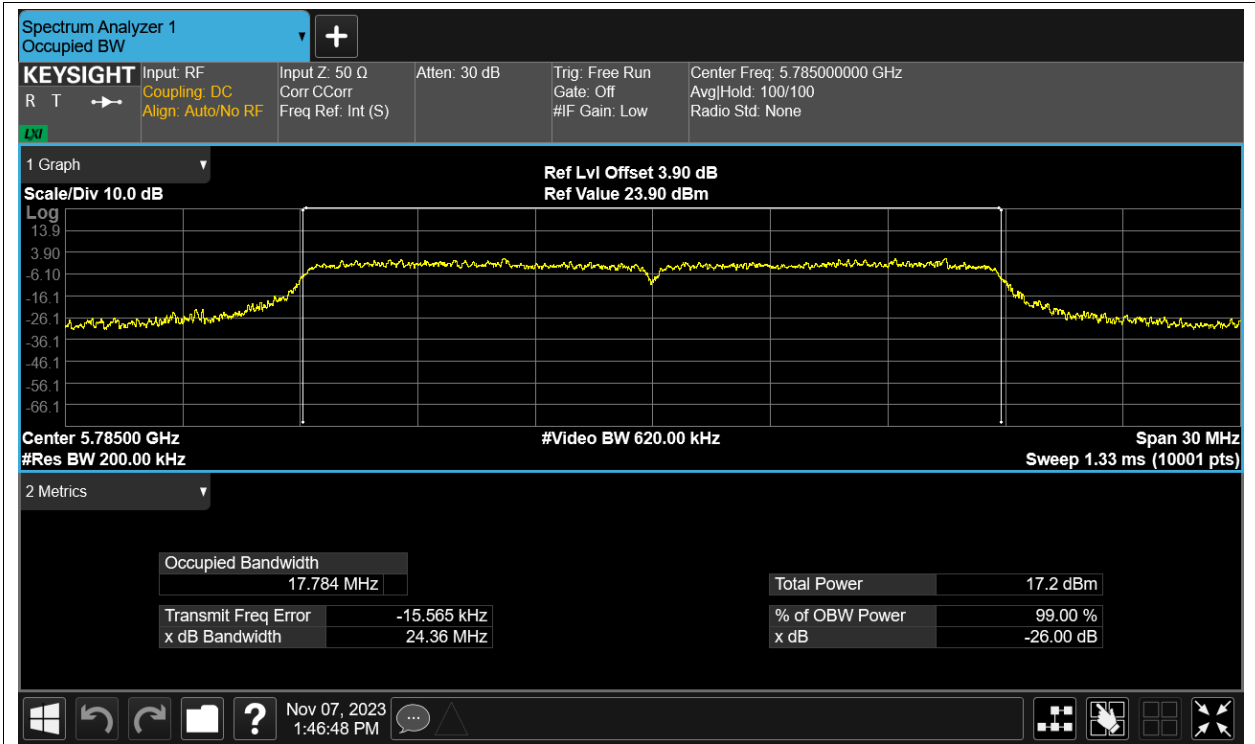 Spectrum Analyzer 1
Occupied BW
KEYSIGHT
R T
LXI
Input: RF
Coupling: DC
Align: Auto/No RF
Input Z: 50 Ω
Corr CCorr
Freq Ref: Int (S)
Atten: 30 dB
Trig: Free Run
Gate: Off
#IF Gain: Low
Center Freq: 5.785000000 GHz
Avg|Hold: 100/100
Radio Std: None
1 Graph
Scale/Div 10.0 dB
Ref Lvl Offset 3.90 dB
Ref Value 23.90 dBm
Log
13.9
3.90
-6.10
-16.1
-26.1
-36.1
-46.1
-56.1
-66.1
Center 5.78500 GHz
#Res BW 200.00 kHz
#Video BW 620.00 kHz
Span 30 MHz
Sweep 1.33 ms (10001 pts)
2 Metrics
Occupied Bandwidth
17.784 MHz
Transmit Freq Error -15.565 kHz
x dB Bandwidth 24.36 MHz
Total Power 17.2 dBm
% of OBW Power 99.00 %
x dB -26.00 dB
?
Nov 07, 2023
1:46:48 PM